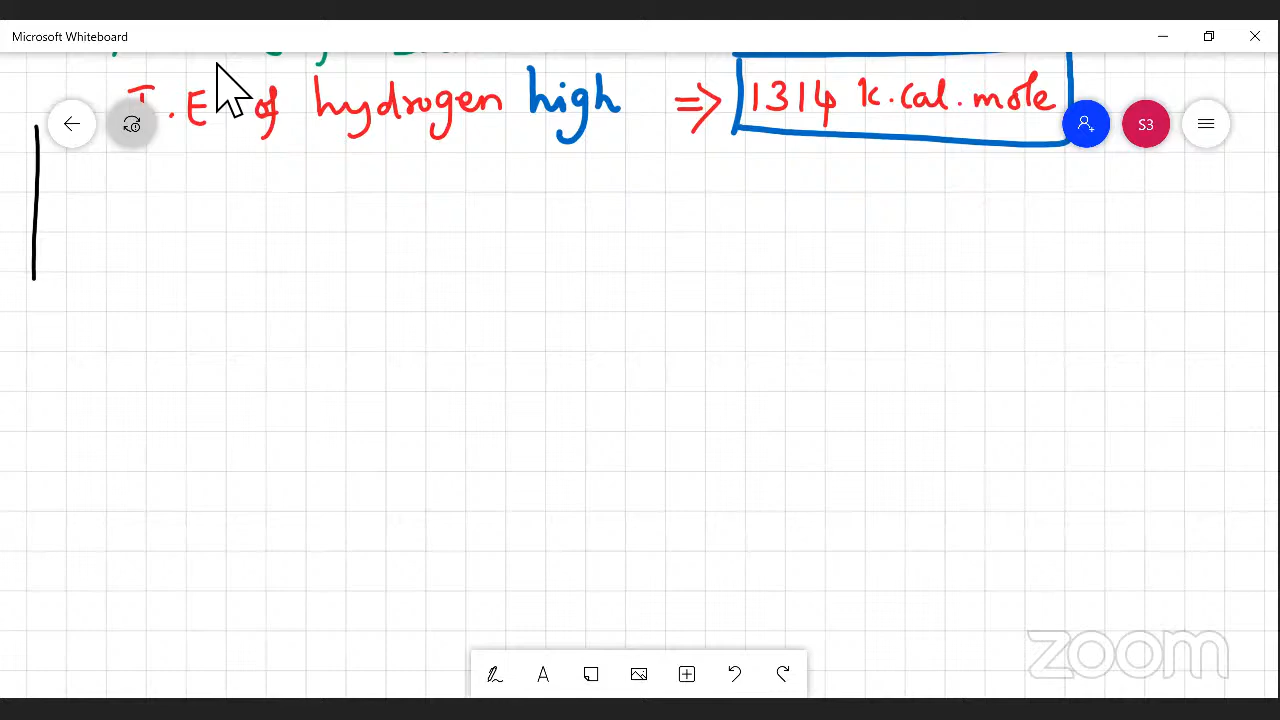 Microsoft Whiteboard
I.E of hydrogen high => 1314 k.cal.mole
S3
A
zoom